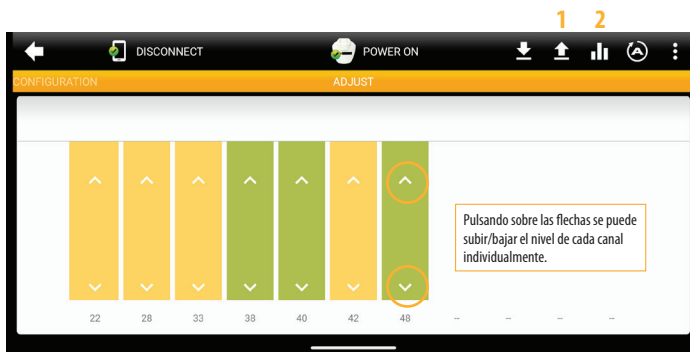 1 2
DISCONNECT POWER ON
CONFIGURATION ADJUST
Pulsando sobre las flechas se puede
subir/bajar el nivel de cada canal
individualmente.
22 28 33 38 40 42 48 -- -- -- --